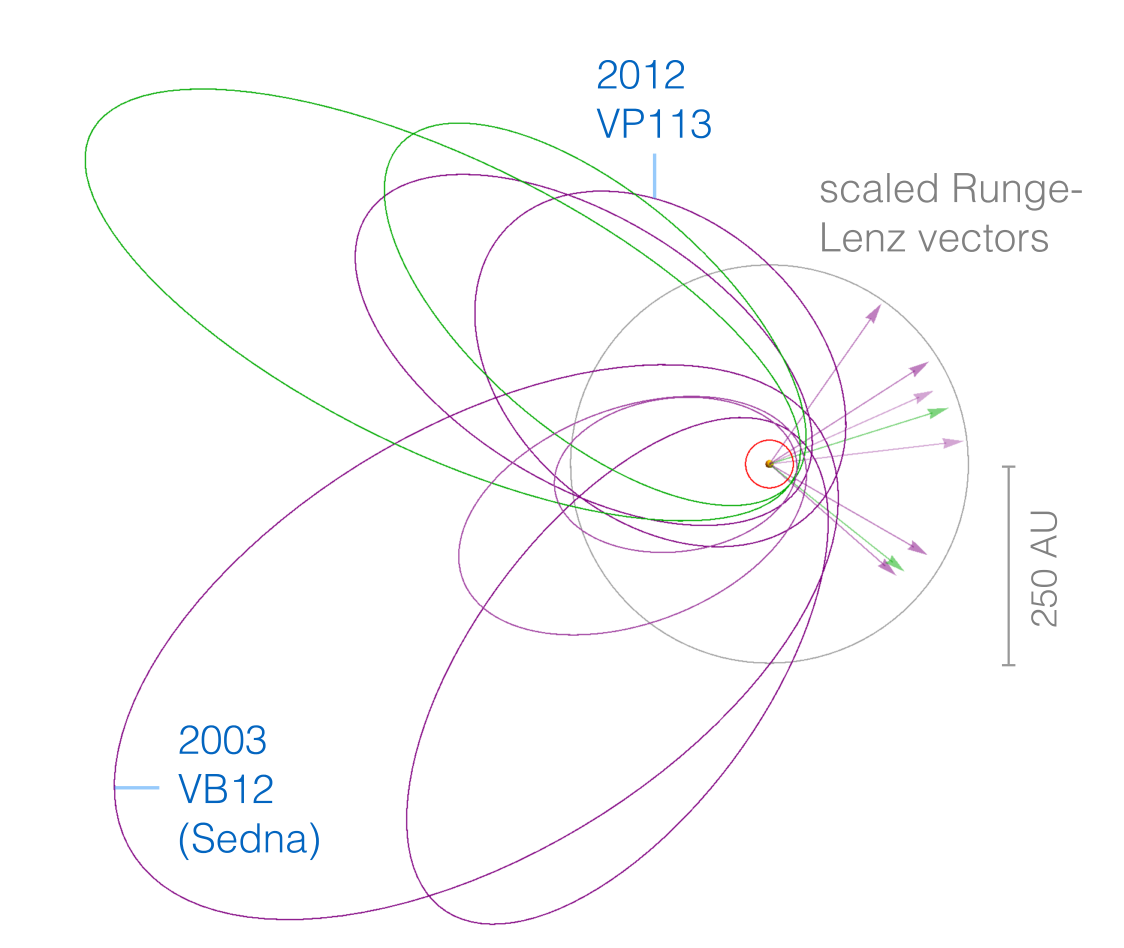 2012
VP113
scaled Runge-
Lenz vectors
250 AU
2003
VB12
(Sedna)